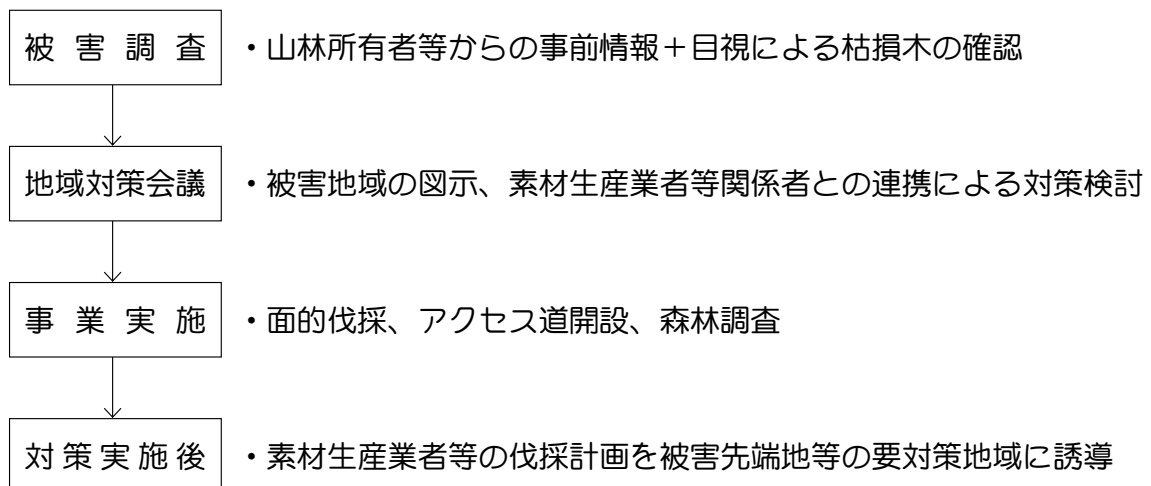 被害調査 ・山林所有者等からの事前情報＋目視による枯損木の確認
地域対策会議 ・被害地域の図示、素材生産業者等関係者との連携による対策検討
事業実施 ・面的伐採、アクセス道開設、森林調査
対策実施後 ・素材生産業者等の伐採計画を被害先端地等の要対策地域に誘導